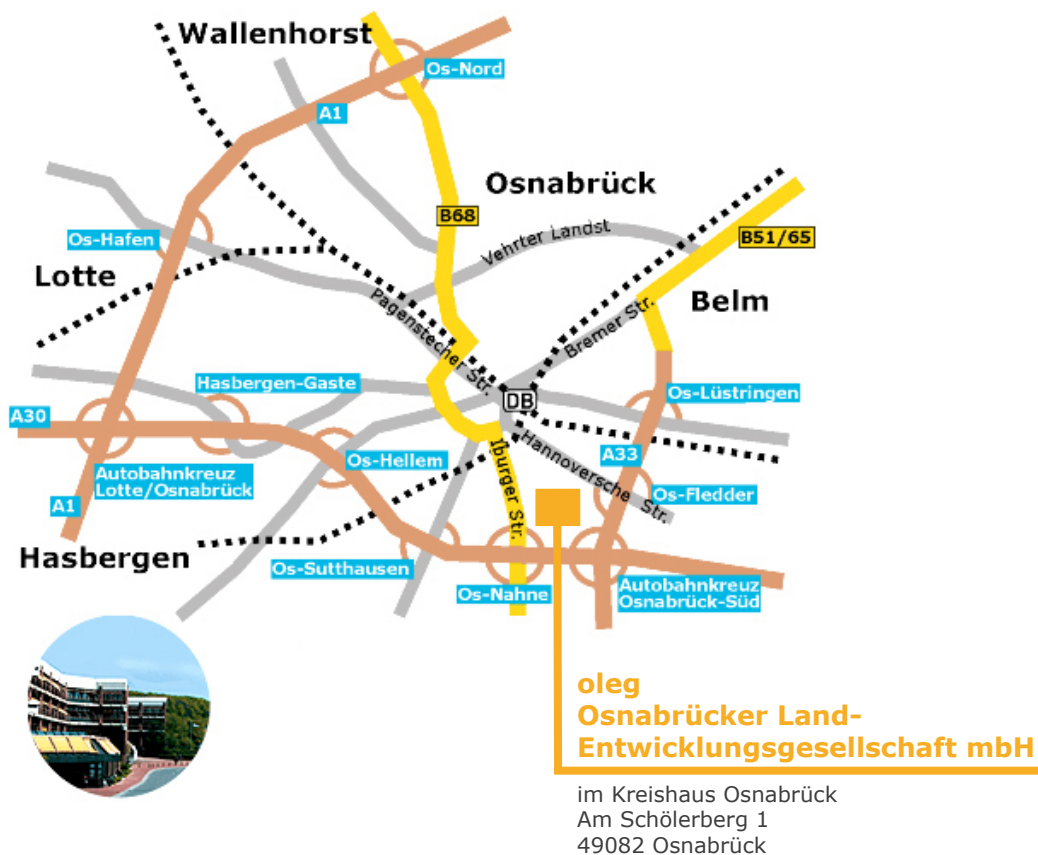 Wallenhorst
Os-Nord
A1
Osnabrück
B68
Vehrter Landst
B51/65
Os-Hafen
Lotte
Pagenstecher Str.
Bremer Str.
Belm
Hasbergen-Gaste
DB
Os-Lüstringen
A30
Autobahnkreuz
Lotte/Osnabrück
Os-Hellem
Iburger Str.
Hannoversche Str.
A33
Os-Fledder
A1
Hasbergen
Os-Sutthausen
Os-Nahne
Autobahnkreuz
Osnabrück-Süd
oleg
Osnabrücker Land-
Entwicklungsgesellschaft mbH
im Kreishaus Osnabrück
Am Schölerberg 1
49082 Osnabrück